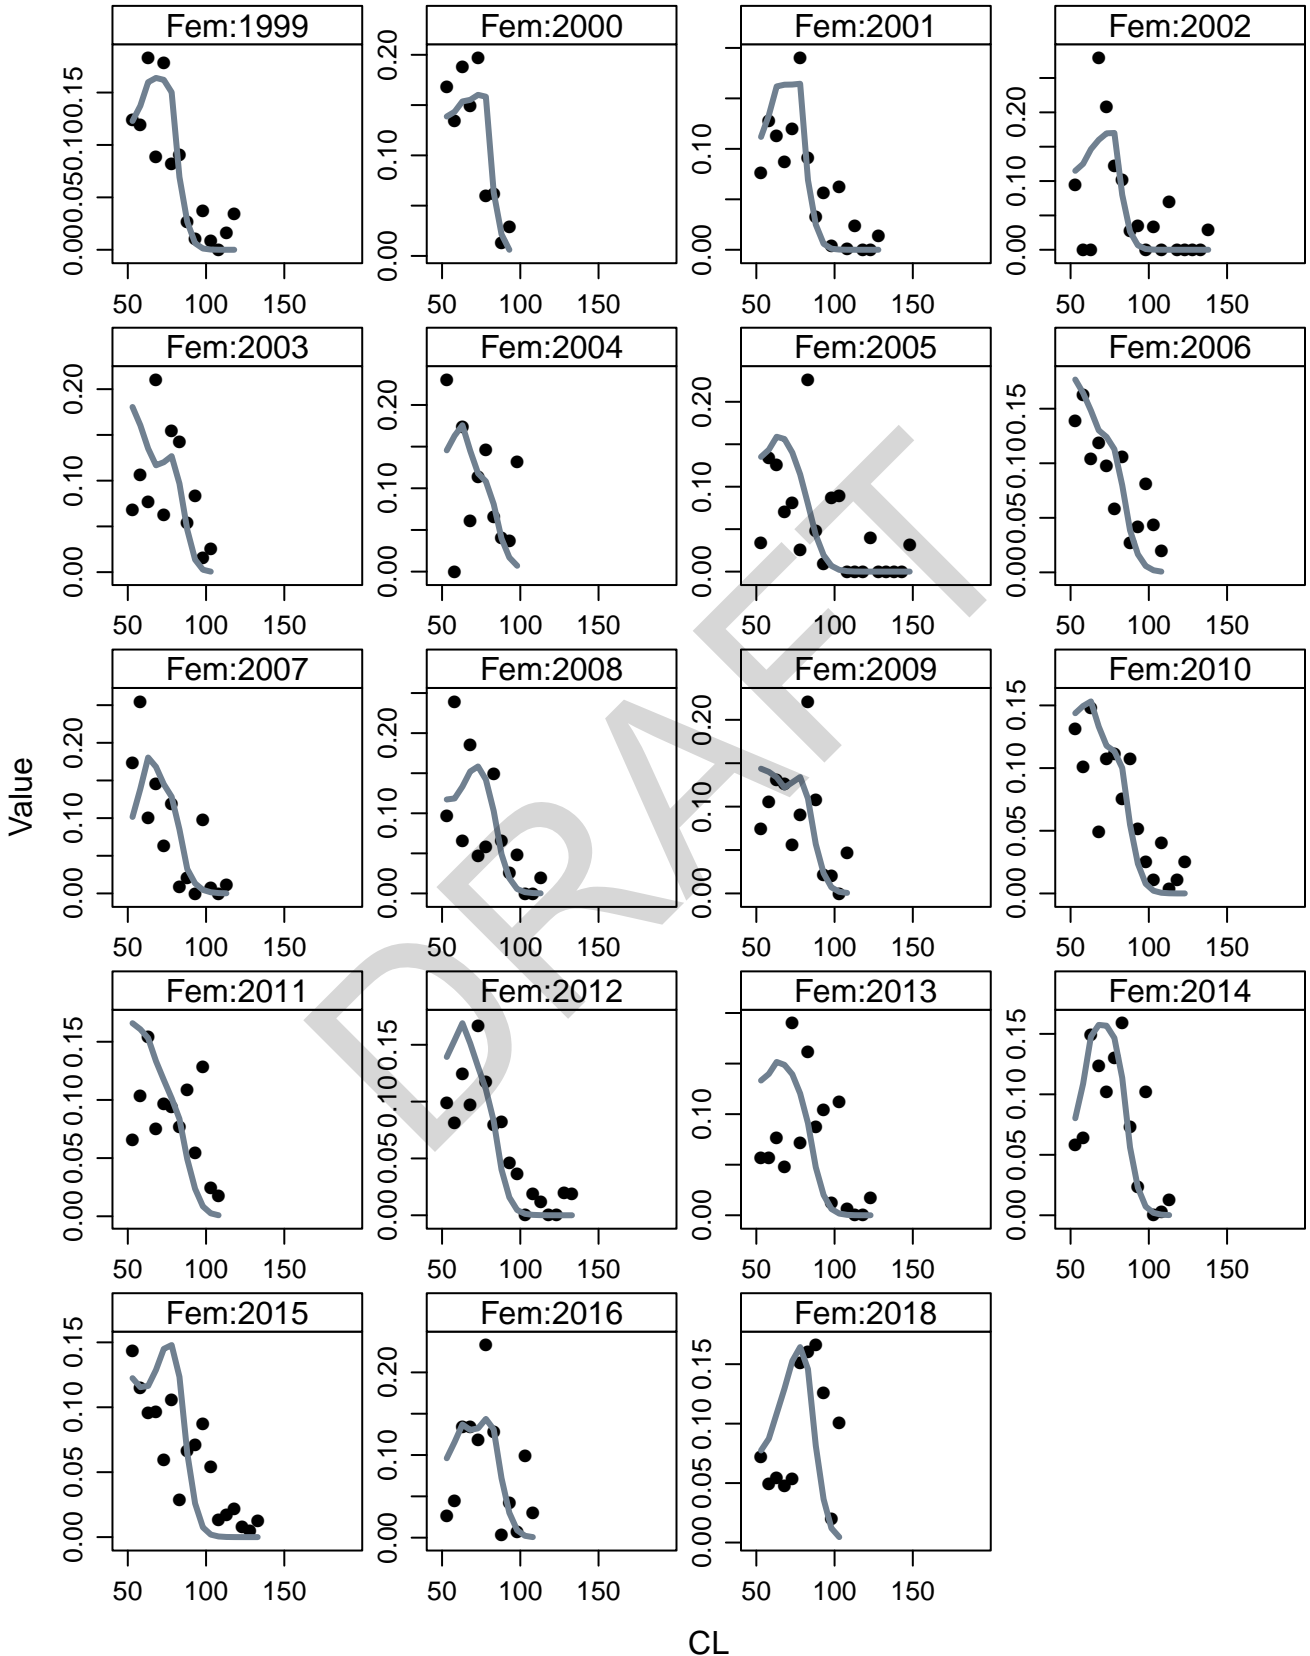 Fem:1999 Fem:2000 Fem:2001 Fem:2002
0.00 0.05 0.10 0.15 0.00 0.10 0.20 0.00 0.10 0.00 0.10 0.20
50 100 150 50 100 150 50 100 150 50 100 150
Fem:2003 Fem:2004 Fem:2005 Fem:2006
0.00 0.10 0.20 0.00 0.10 0.20 0.00 0.10 0.20 0.00 0.05 0.10 0.15
50 100 150 50 100 150 50 100 150 50 100 150
Fem:2007 Fem:2008 Fem:2009 Fem:2010
0.00 0.10 0.20 0.00 0.10 0.20 0.00 0.10 0.20 0.00 0.05 0.10 0.15
50 100 150 50 100 150 50 100 150 50 100 150
Value
DRAFT
Fem:2011 Fem:2012 Fem:2013 Fem:2014
0.00 0.05 0.10 0.15 0.00 0.05 0.10 0.15 0.00 0.10 0.00 0.05 0.10 0.15
50 100 150 50 100 150 50 100 150 50 100 150
Fem:2015 Fem:2016 Fem:2018
0.00 0.05 0.10 0.15 0.00 0.10 0.20 0.00 0.05 0.10 0.15
50 100 150 50 100 150 50 100 150
CL